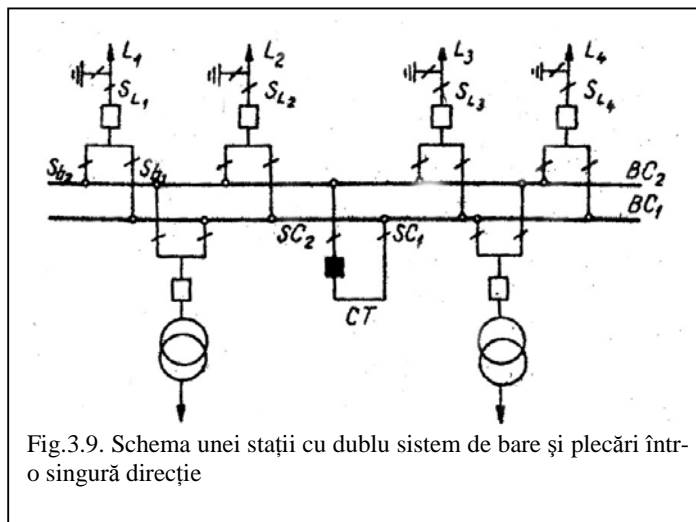 L1 L2 L3 L4
SL1 SL2 SL3 SL4
Sb2 Sb1 BC2
BC1
SC2 SC1
CT
Fig.3.9. Schema unei stații cu dublu sistem de bare și plecări într-
o singură direcție